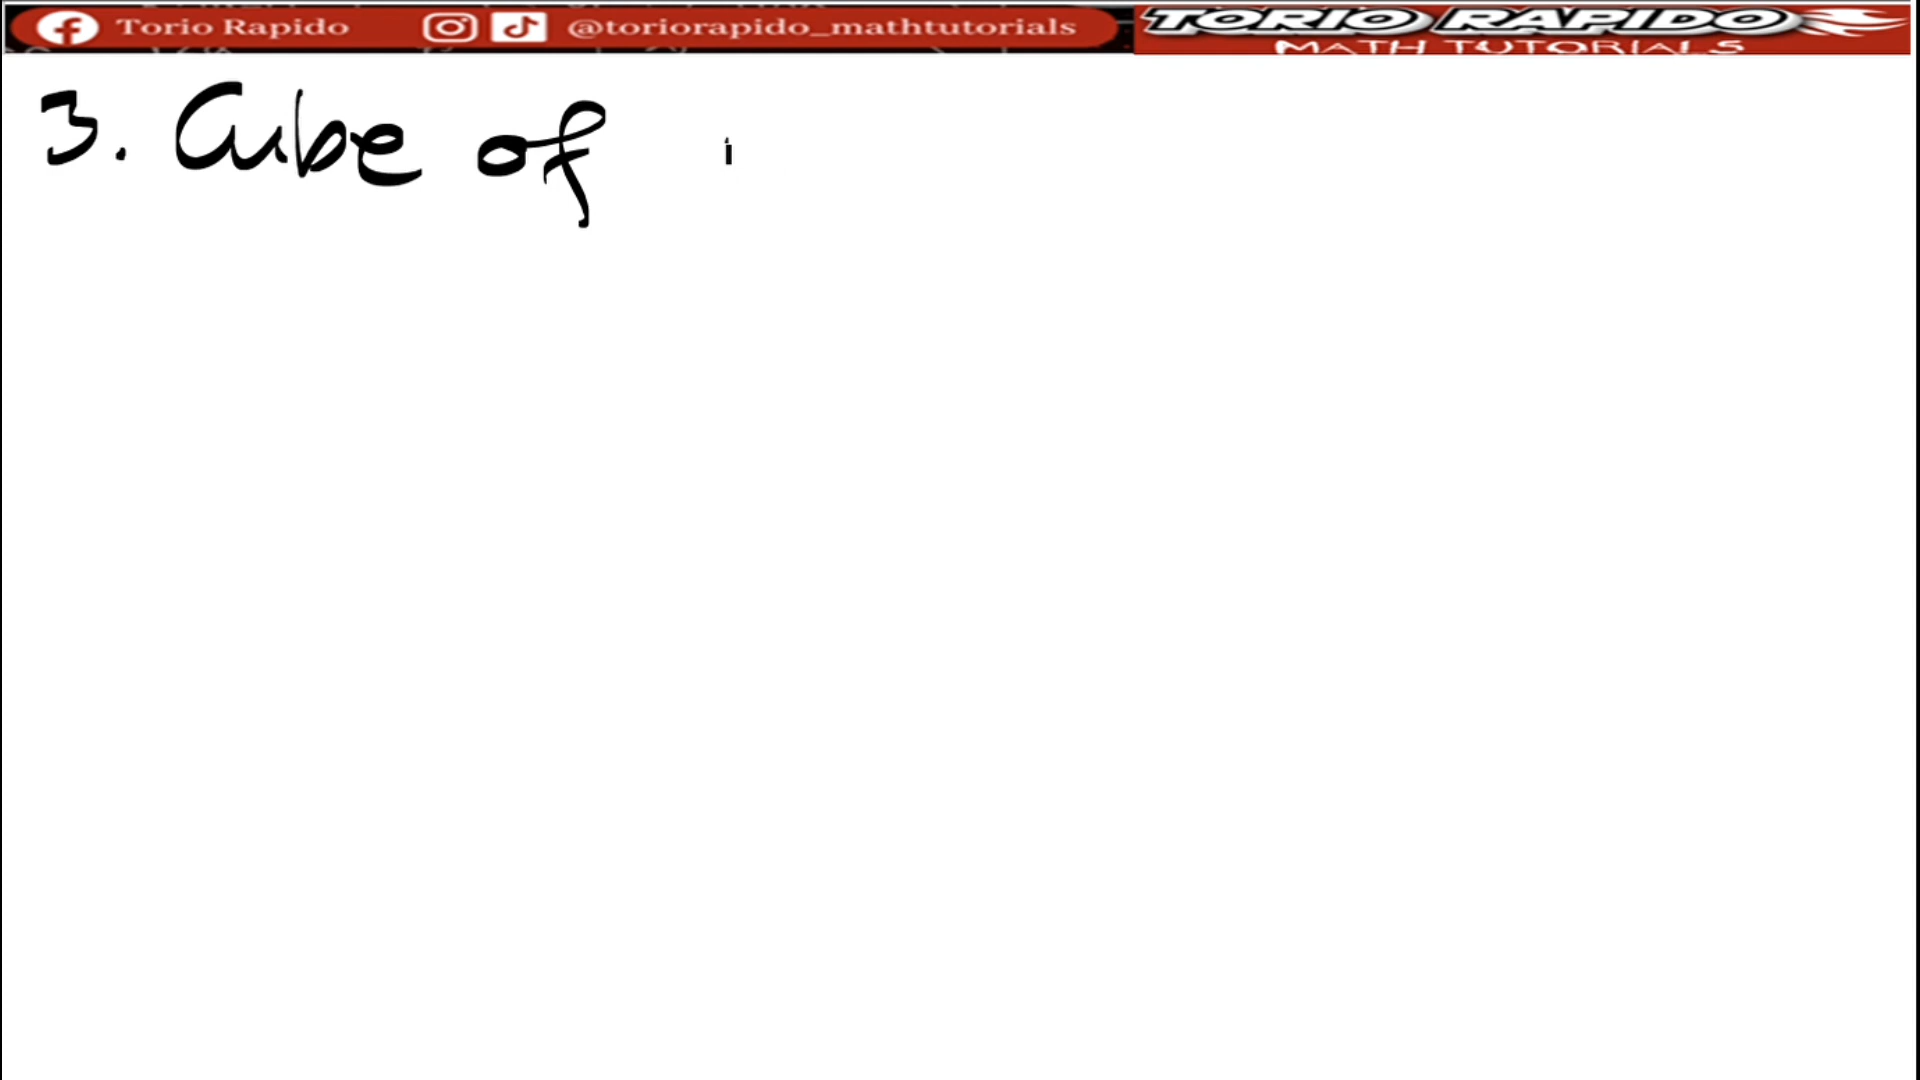 Torio Rapido @toriorapido_mathtutorials TORIO RAPIDO
MATH TUTORIALS
3. Cube of